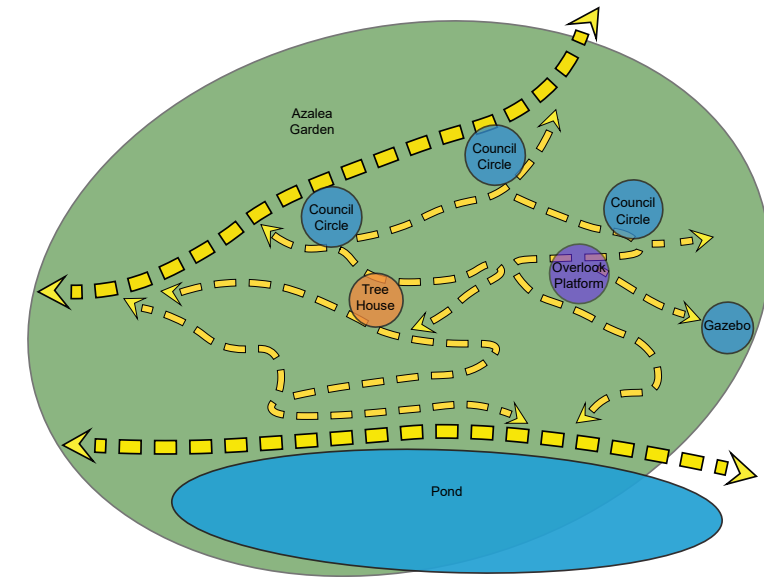 Azalea
Garden
Council
Circle
Council
Circle
Council
Circle
Overlook
Platform
Tree
House
Gazebo
Pond